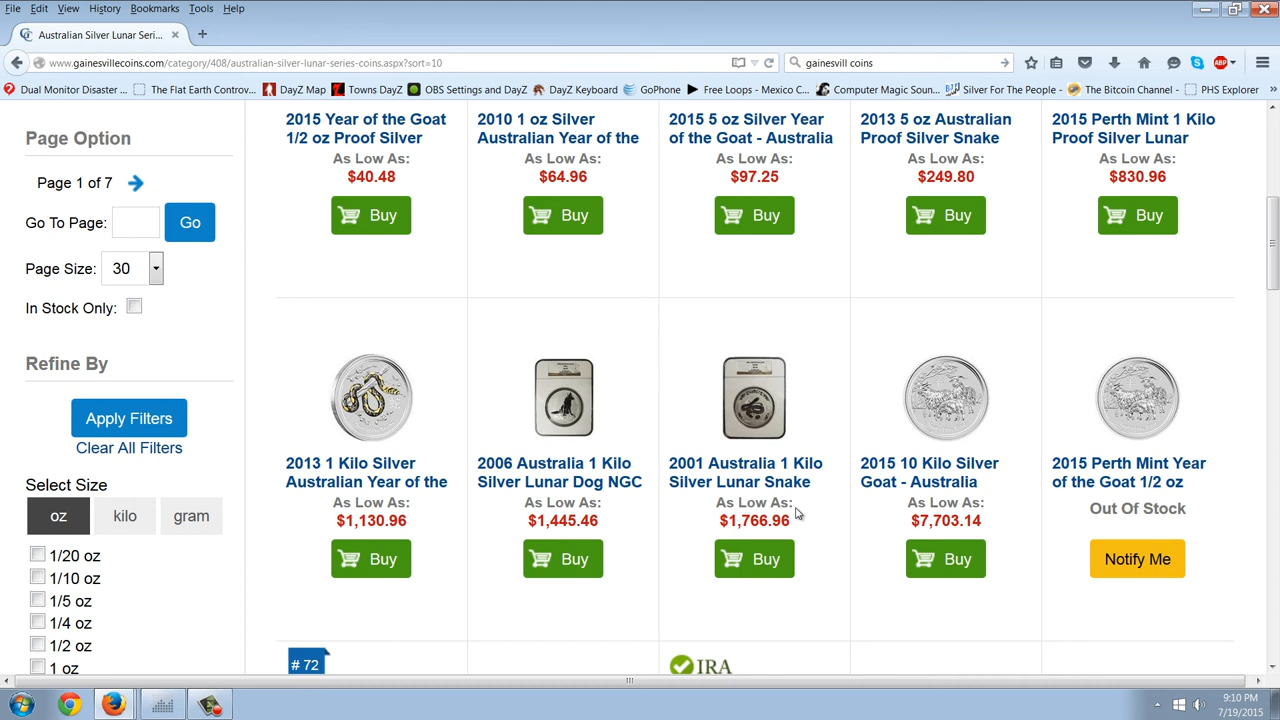 File Edit View History Bookmarks Tools Help
Australian Silver Lunar Seri...
www.gainesvillecoins.com/category/408/australian-silver-lunar-series-coins.aspx?sort=10
gainesvill coins
Dual Monitor Disaster ... The Flat Earth Controv... DayZ Map Towin DayZ OBS Settings and DayZ DayZ Keyboard GoPhone Free Loops - Mexico C... Computer Magic Soun... Silver For The People - The Bitcoin Channel - PHS Explorer
Page Option
Page 1 of 7
Go To Page: Go
Page Size: 30
In Stock Only:
Refine By
Apply Filters
Clear All Filters
Select Size
oz kilo gram
1/20 oz
1/10 oz
1/5 oz
1/4 oz
1/2 oz
1 oz
2015 Year of the Goat
1/2 oz Proof Silver
As Low As:
$40.48
Buy
2010 1 oz Silver
Australian Year of the
As Low As:
$64.96
Buy
2015 5 oz Silver Year
of the Goat - Australia
As Low As:
$97.25
Buy
2013 5 oz Australian
Proof Silver Snake
As Low As:
$249.80
Buy
2015 Perth Mint 1 Kilo
Proof Silver Lunar
As Low As:
$830.96
Buy
2013 1 Kilo Silver
Australian Year of the
As Low As:
$1,130.96
Buy
2006 Australia 1 Kilo
Silver Lunar Dog NGC
As Low As:
$1,445.46
Buy
2001 Australia 1 Kilo
Silver Lunar Snake
As Low As:
$1,766.96
Buy
2015 10 Kilo Silver
Goat - Australia
As Low As:
$7,703.14
Buy
2015 Perth Mint Year
of the Goat 1/2 oz
Out Of Stock
Notify Me
# 72
IRA
9:10 PM
7/19/2015